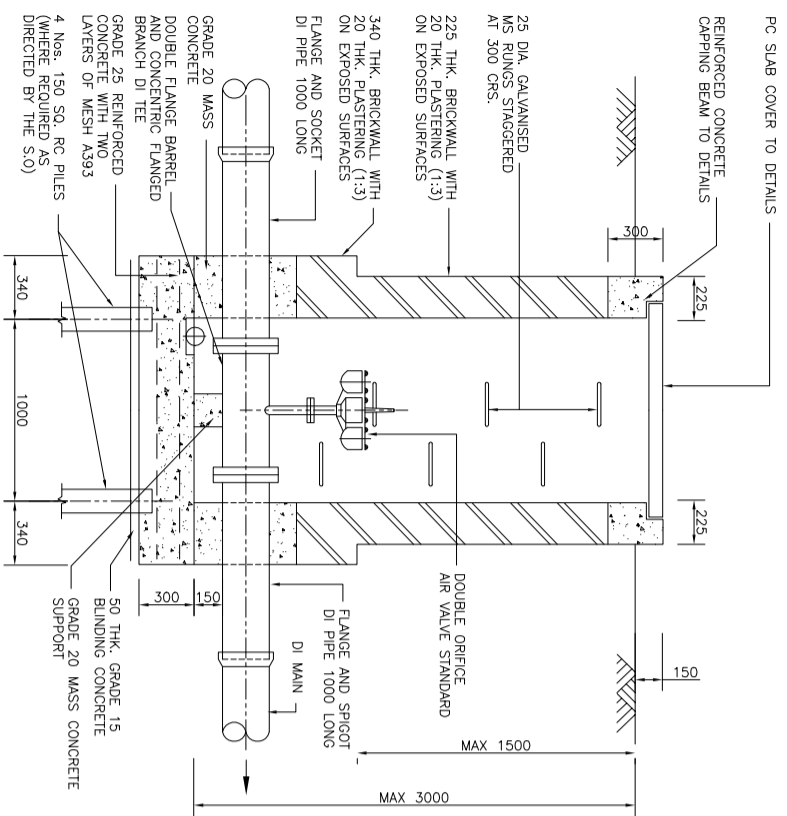 PC SLAB COVER TO DETAILS
REINFORCED CONCRETE
CAPPING BEAM TO DETAILS
25 DIA. GALVANISED
MS RUNGS STAGGERED
AT 300 CRS.
225 THK. BRICKWALL WITH
20 THK. PLASTERING (1:3)
ON EXPOSED SURFACES
340 THK. BRICKWALL WITH
20 THK. PLASTERING (1:3)
ON EXPOSED SURFACES
FLANGE AND SOCKET
DI PIPE 1000 LONG
GRADE 20 MASS
CONCRETE
DOUBLE FLANGE BARREL
AND CONCENTRIC FLANGED
BRANCH DI TEE
GRADE 25 REINFORCED
CONCRETE WITH TWO
LAYERS OF MESH A393
4 Nos. 150 SQ. RC PILES
(WHERE REQUIRED AS
DIRECTED BY THE S.O)
300
225
225
150
DOUBLE ORIFICE
AIR VALVE STANDARD
FLANGE AND SPIGOT
DI PIPE 1000 LONG
DI MAIN
MAX 1500
MAX 3000
150
300
50 THK. GRADE 15
BLINDING CONCRETE
GRADE 20 MASS CONCRETE
SUPPORT
340
1000
340